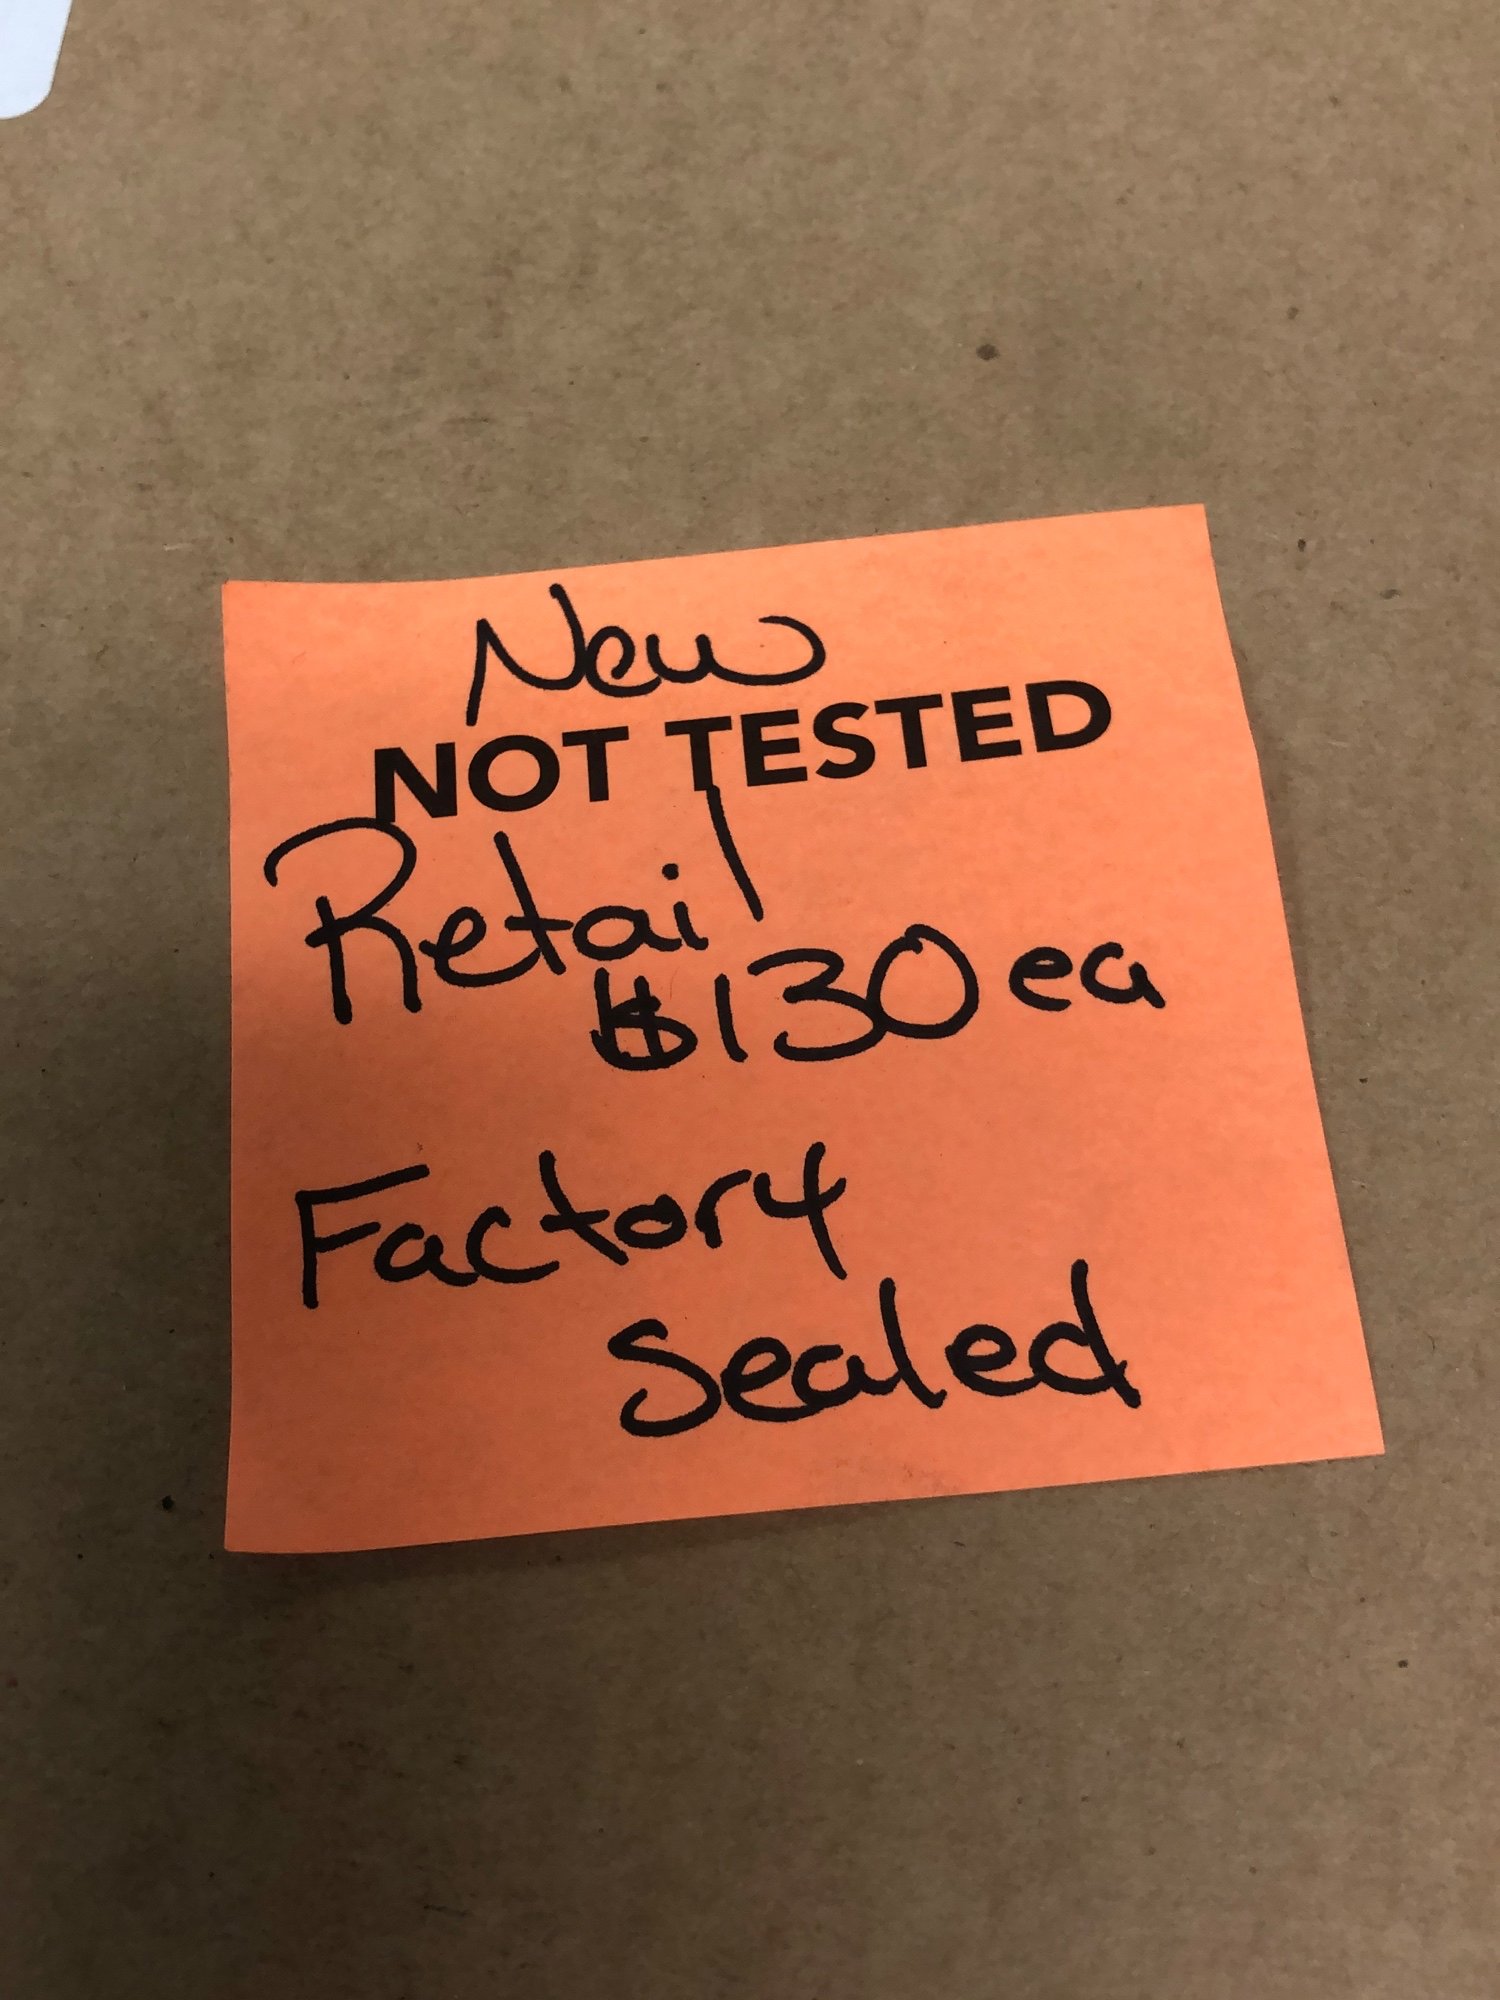 New
NOT TESTED
Retail
$130 ea
Factory
Sealed